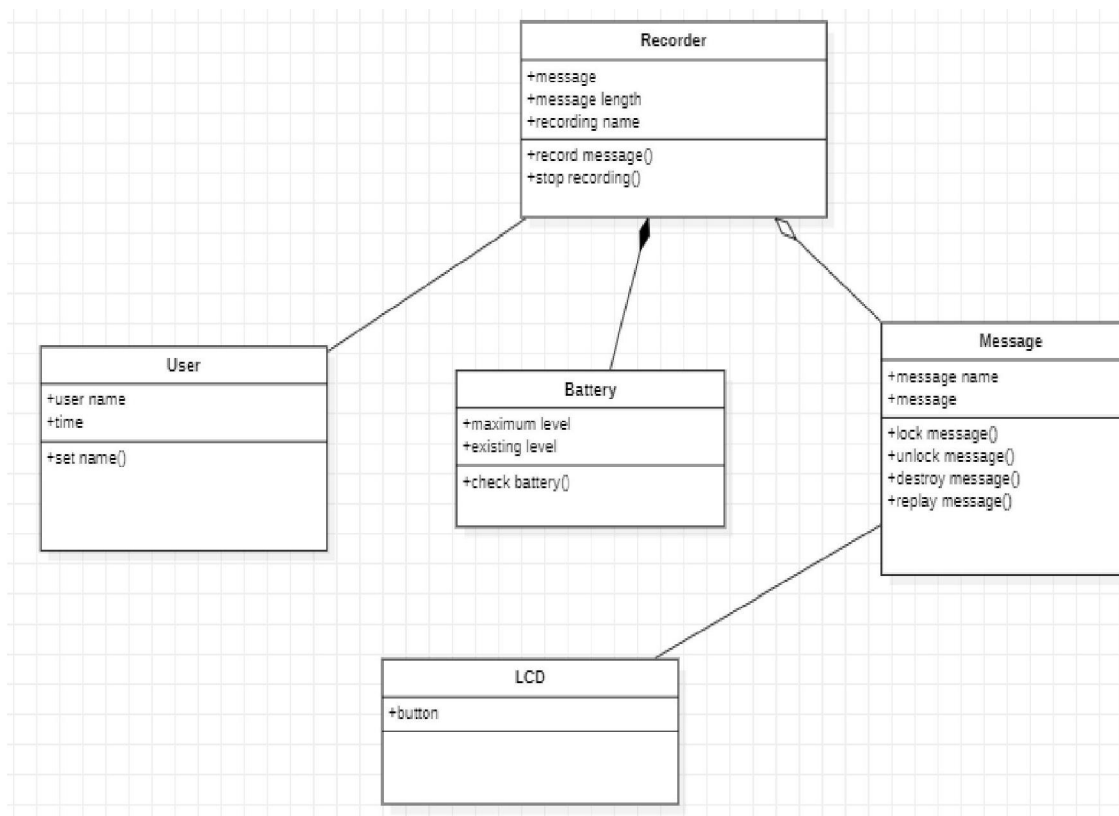 Recorder
+message
+message length
+recording name
+record message()
+stop recording()
User
+user name
+time
+set name()
Battery
+maximum level
+existing level
+check battery()
Message
+message name
+message
+lock message()
+unlock message()
+destroy message()
+replay message()
LCD
+button